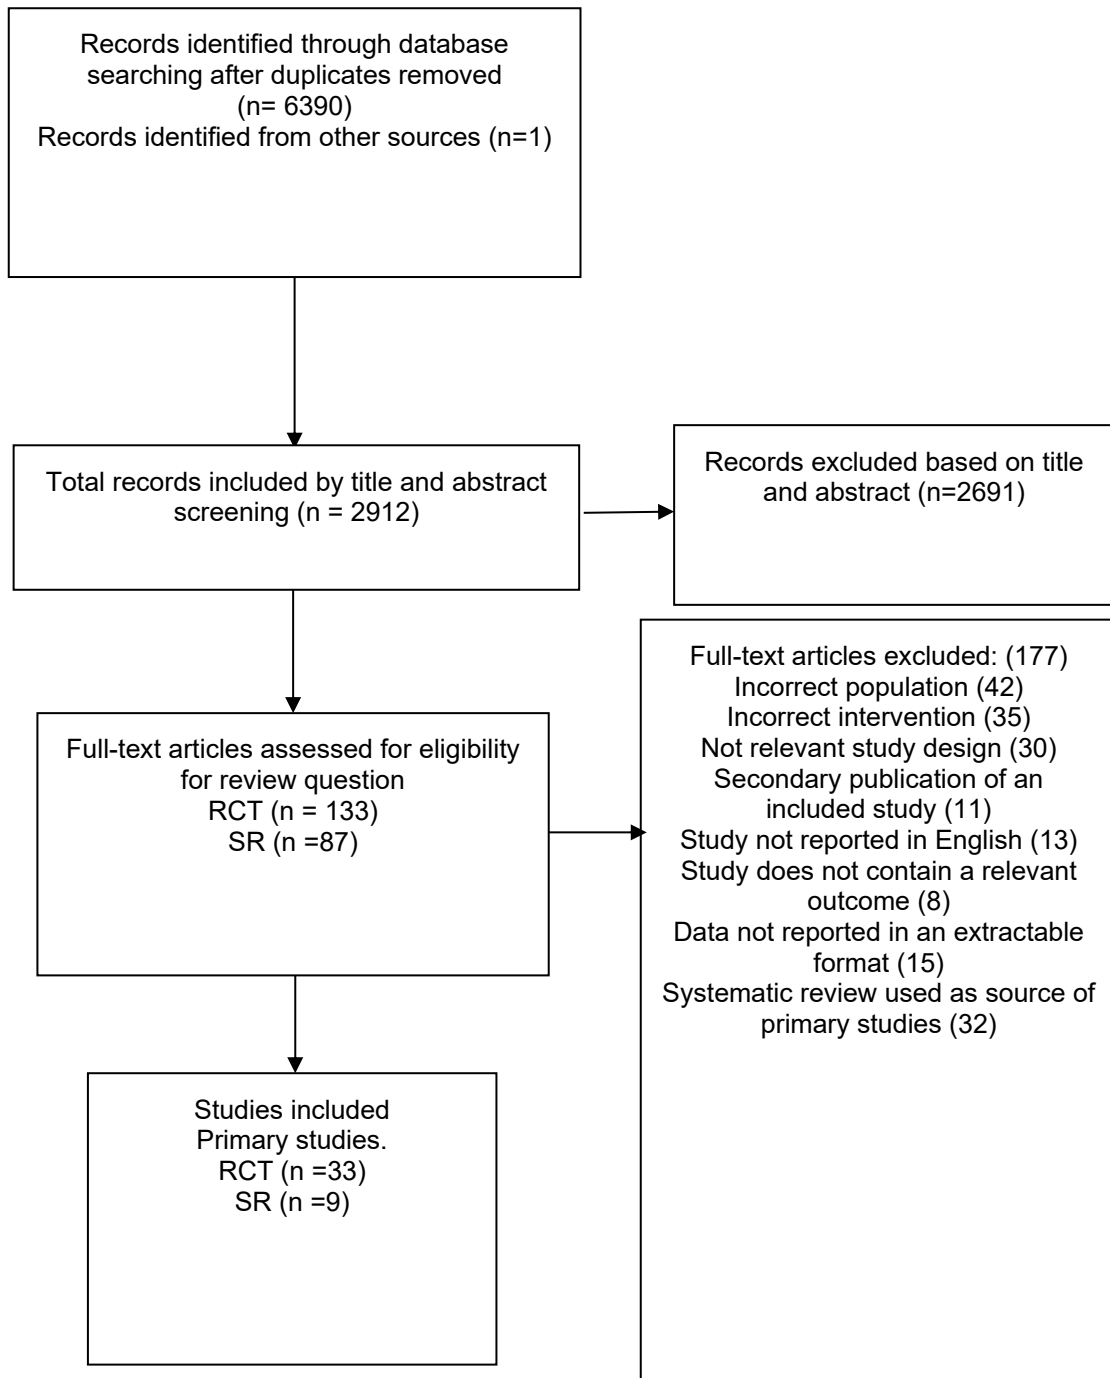 Records identified through database
searching after duplicates removed
(n= 6390)
Records identified from other sources (n=1)
Total records included by title and abstract
screening (n = 2912)
Records excluded based on title
and abstract (n=2691)
Full-text articles assessed for eligibility
for review question
RCT (n = 133)
SR (n =87)
Full-text articles excluded: (177)
Incorrect population (42)
Incorrect intervention (35)
Not relevant study design (30)
Secondary publication of an
included study (11)
Study not reported in English (13)
Study does not contain a relevant
outcome (8)
Data not reported in an extractable
format (15)
Systematic review used as source of
primary studies (32)
Studies included
Primary studies.
RCT (n =33)
SR (n =9)